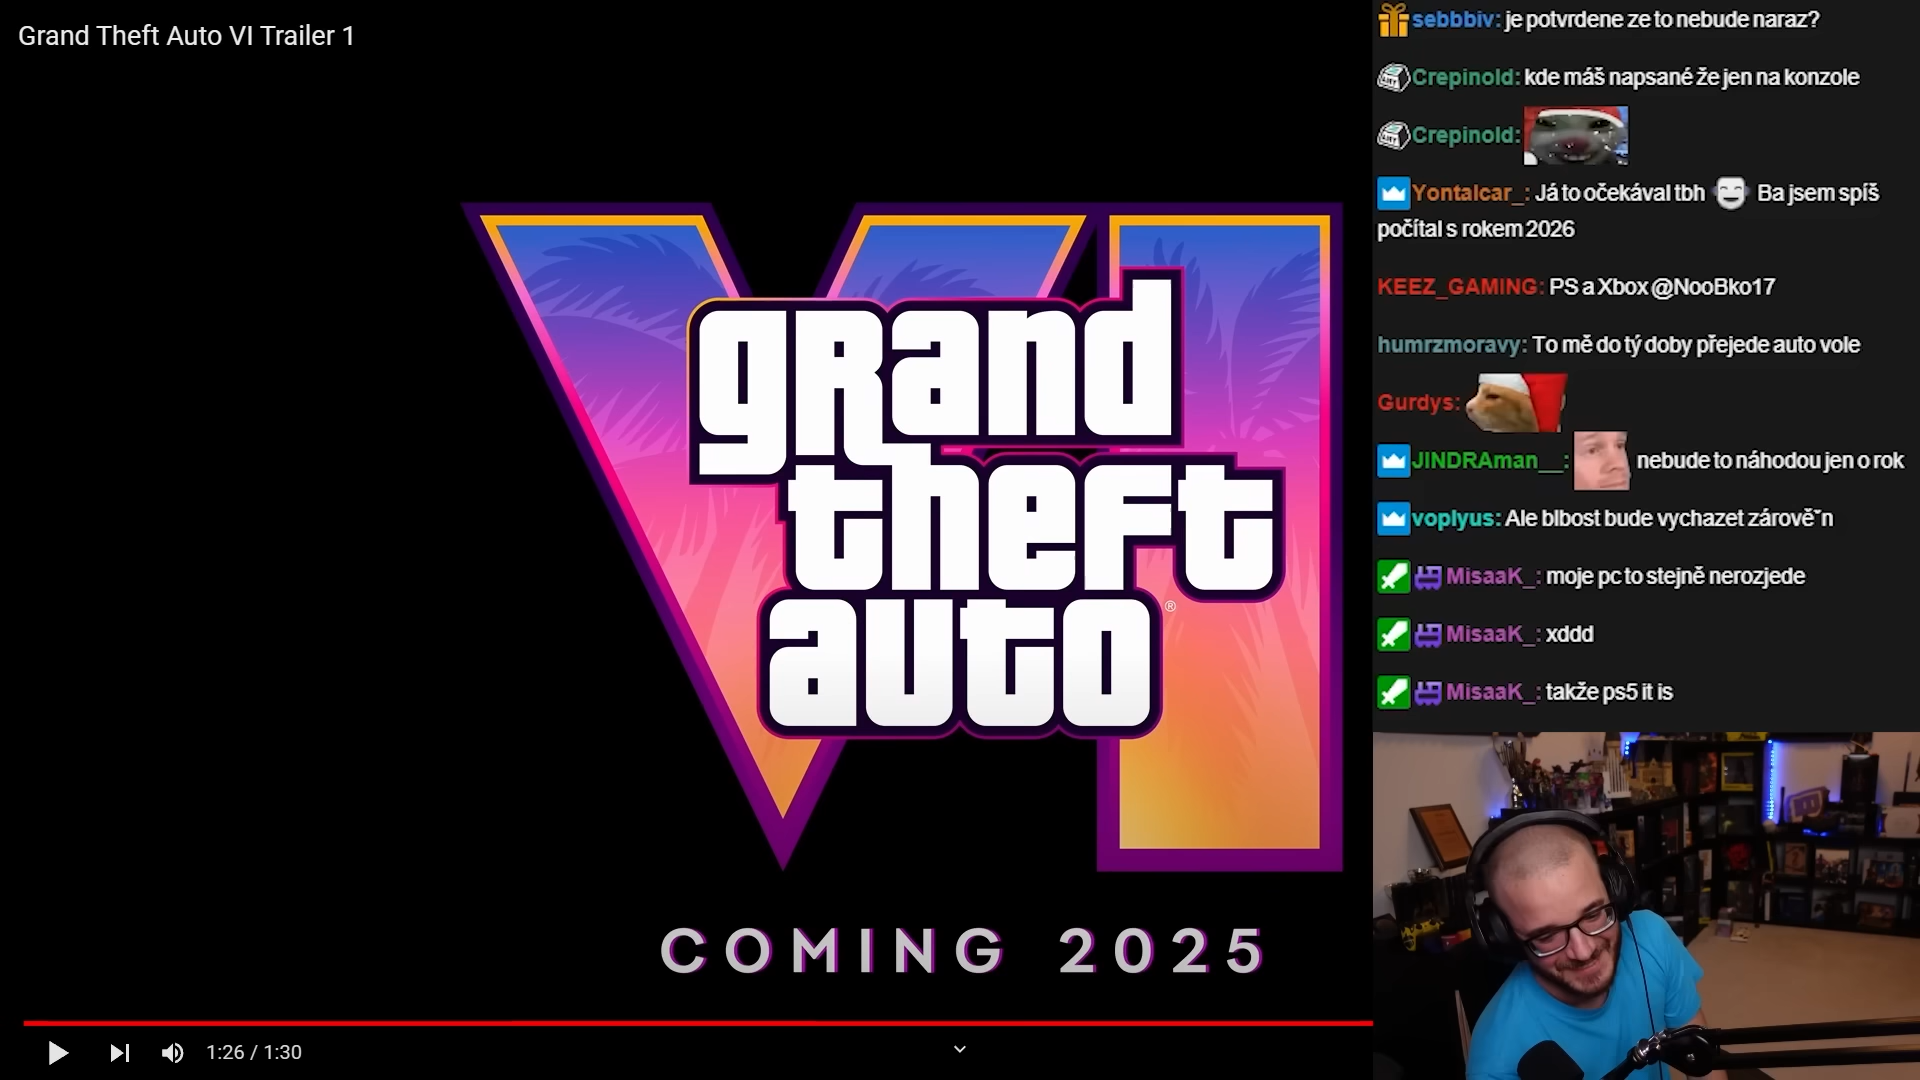 Grand Theft Auto VI Trailer 1
grand
theft
auto®
COMING 2025
1:26 / 1:30
sebbbiv: je potvrdene ze to nebude naraz?
Crepinold: kde máš napsané že jen na konzole
Crepinold:
Yontalcar_: Já to očekával tbh Ba jsem spíš
počítal s rokem 2026
KEEZ_GAMING: PS a Xbox @NooBko17
humrzmoravy: To mě do tý doby přejede auto vole
Gurdys:
JINDRAman__: nebude to náhodou jen o rok
voplyus: Ale blbost bude vychazet zárověˇn
MisaaK_: moje pc to stejně nerozjede
MisaaK_: xddd
MisaaK_: takže ps5 it is